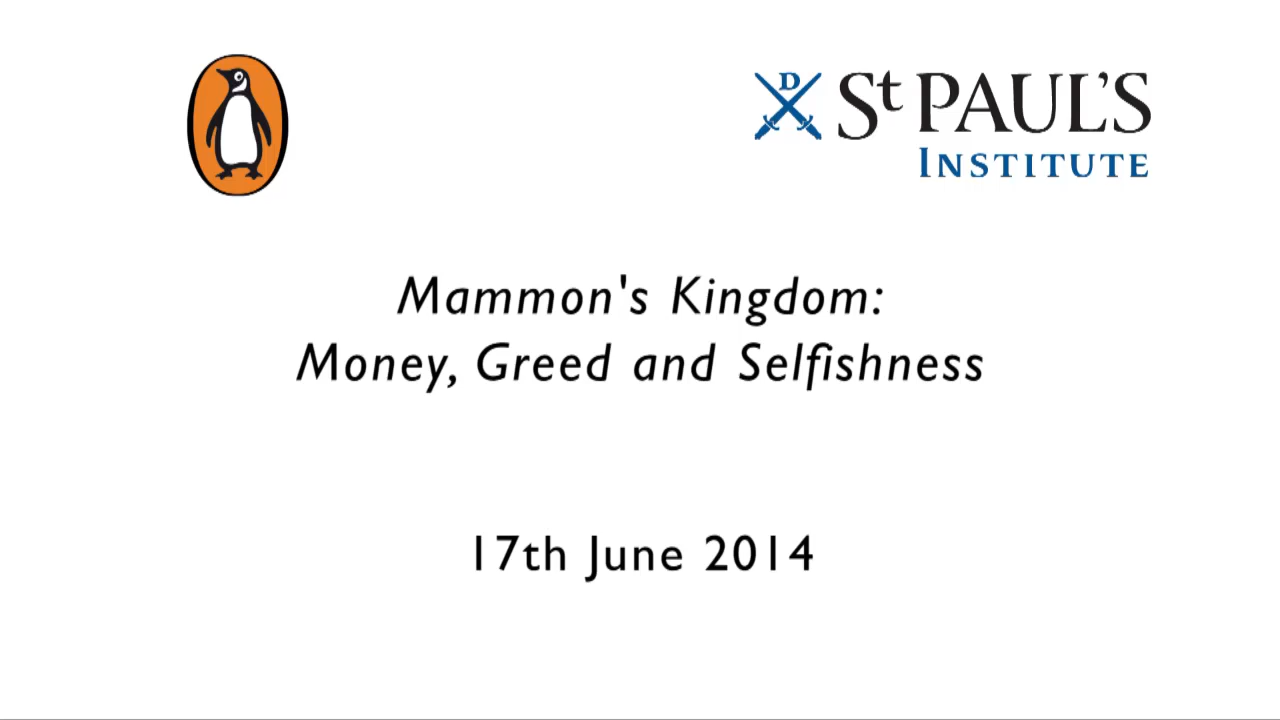 D
St PAUL'S
INSTITUTE
Mammon's Kingdom:
Money, Greed and Selfishness
17th June 2014